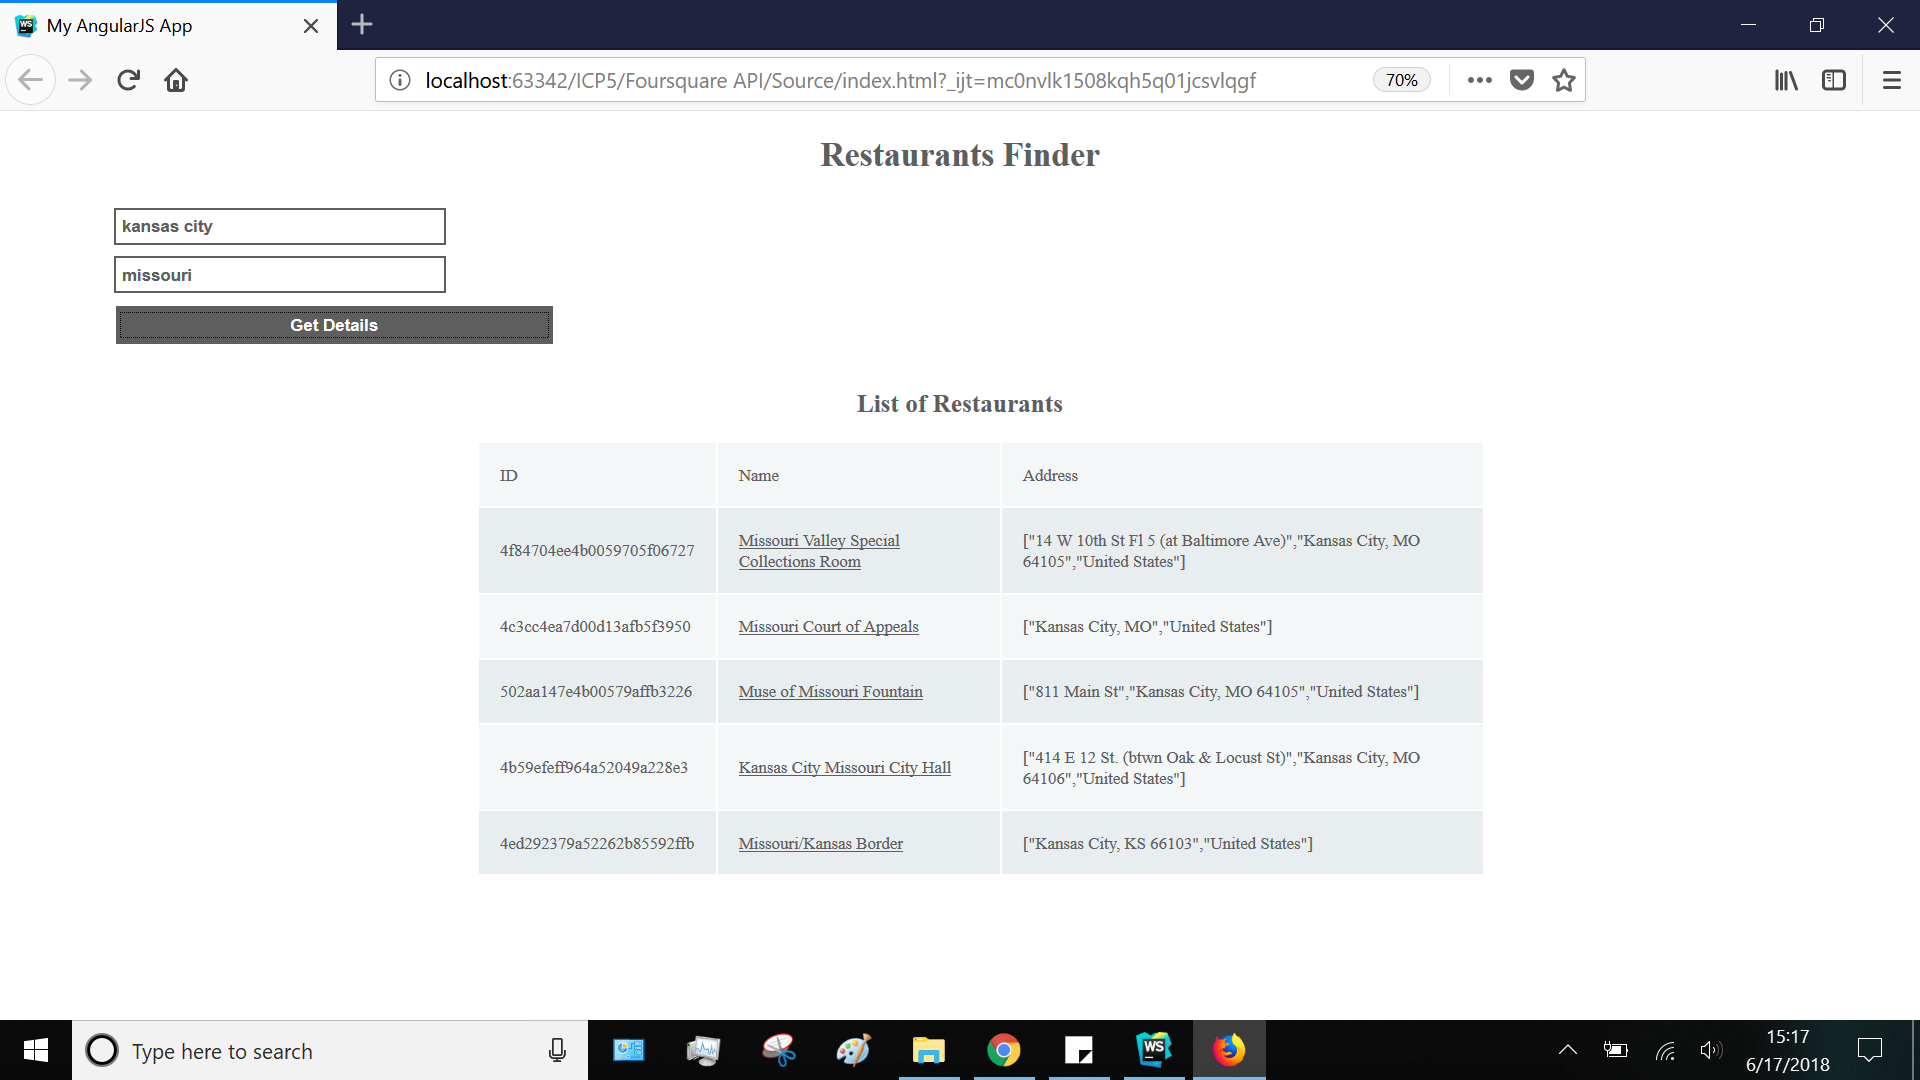 My AngularJS App
localhost:63342/ICP5/Foursquare API/Source/index.html?_ijt=mc0nvlk1508kqh5q01jcsvlqgf
70%
Restaurants Finder
kansas city
missouri
Get Details
List of Restaurants
ID Name Address
4f84704ee4b0059705f06727 Missouri Valley Special Collections Room ["14 W 10th St Fl 5 (at Baltimore Ave)","Kansas City, MO 64105","United States"]
4c3cc4ea7d00d13afb5f3950 Missouri Court of Appeals ["Kansas City, MO","United States"]
502aa147e4b00579affb3226 Muse of Missouri Fountain ["811 Main St","Kansas City, MO 64105","United States"]
4b59efeff964a52049a228e3 Kansas City Missouri City Hall ["414 E 12 St. (btwn Oak & Locust St)","Kansas City, MO 64106","United States"]
4ed292379a52262b85592ffb Missouri/Kansas Border ["Kansas City, KS 66103","United States"]
Type here to search
WS
15:17
6/17/2018